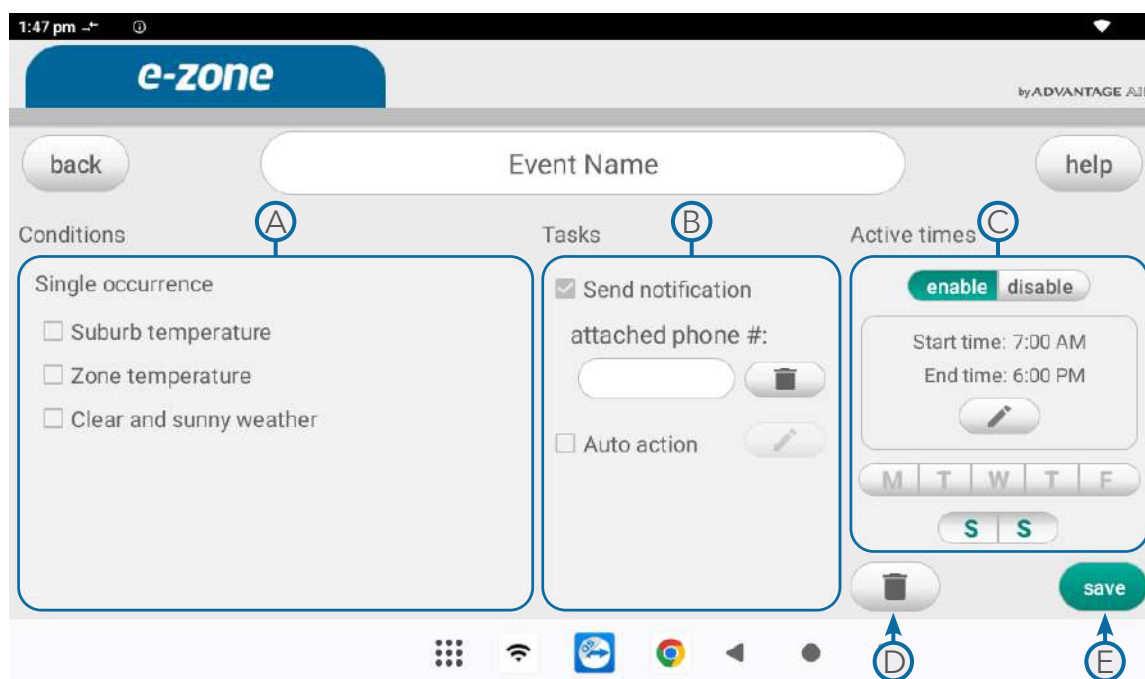 1:47 pm
e-zone
by ADVANTAGE AIR
back
Event Name
help
Conditions
A
Tasks
B
Active times
C
Single occurrence
Suburb temperature
Zone temperature
Clear and sunny weather
Send notification
attached phone #:
Auto action
enable disable
Start time: 7:00 AM
End time: 6:00 PM
M T W T F
S S
save
D
E